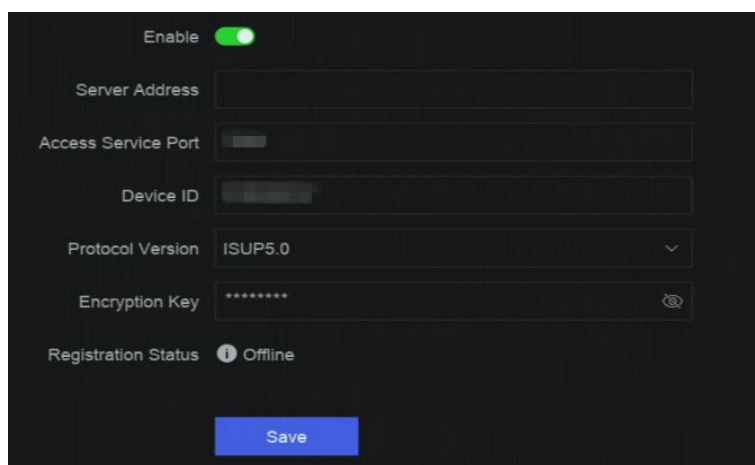 Enable
Server Address
Access Service Port
Device ID
Protocol Version ISUP5.0
Encryption Key ********
Registration Status Offline
Save